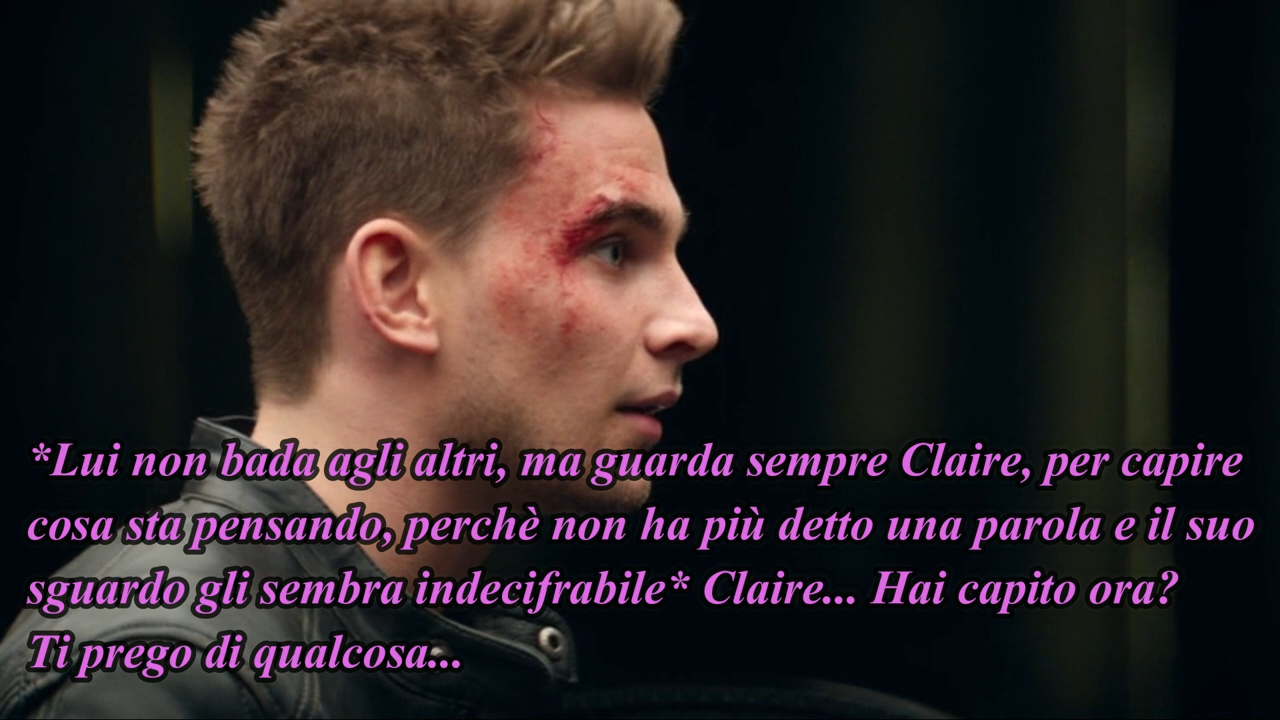 *Lui non bada agli altri, ma guarda sempre Claire, per capire
cosa sta pensando, perchè non ha più detto una parola e il suo
sguardo gli sembra indecifrabile* Claire... Hai capito ora?
Ti prego di qualcosa...